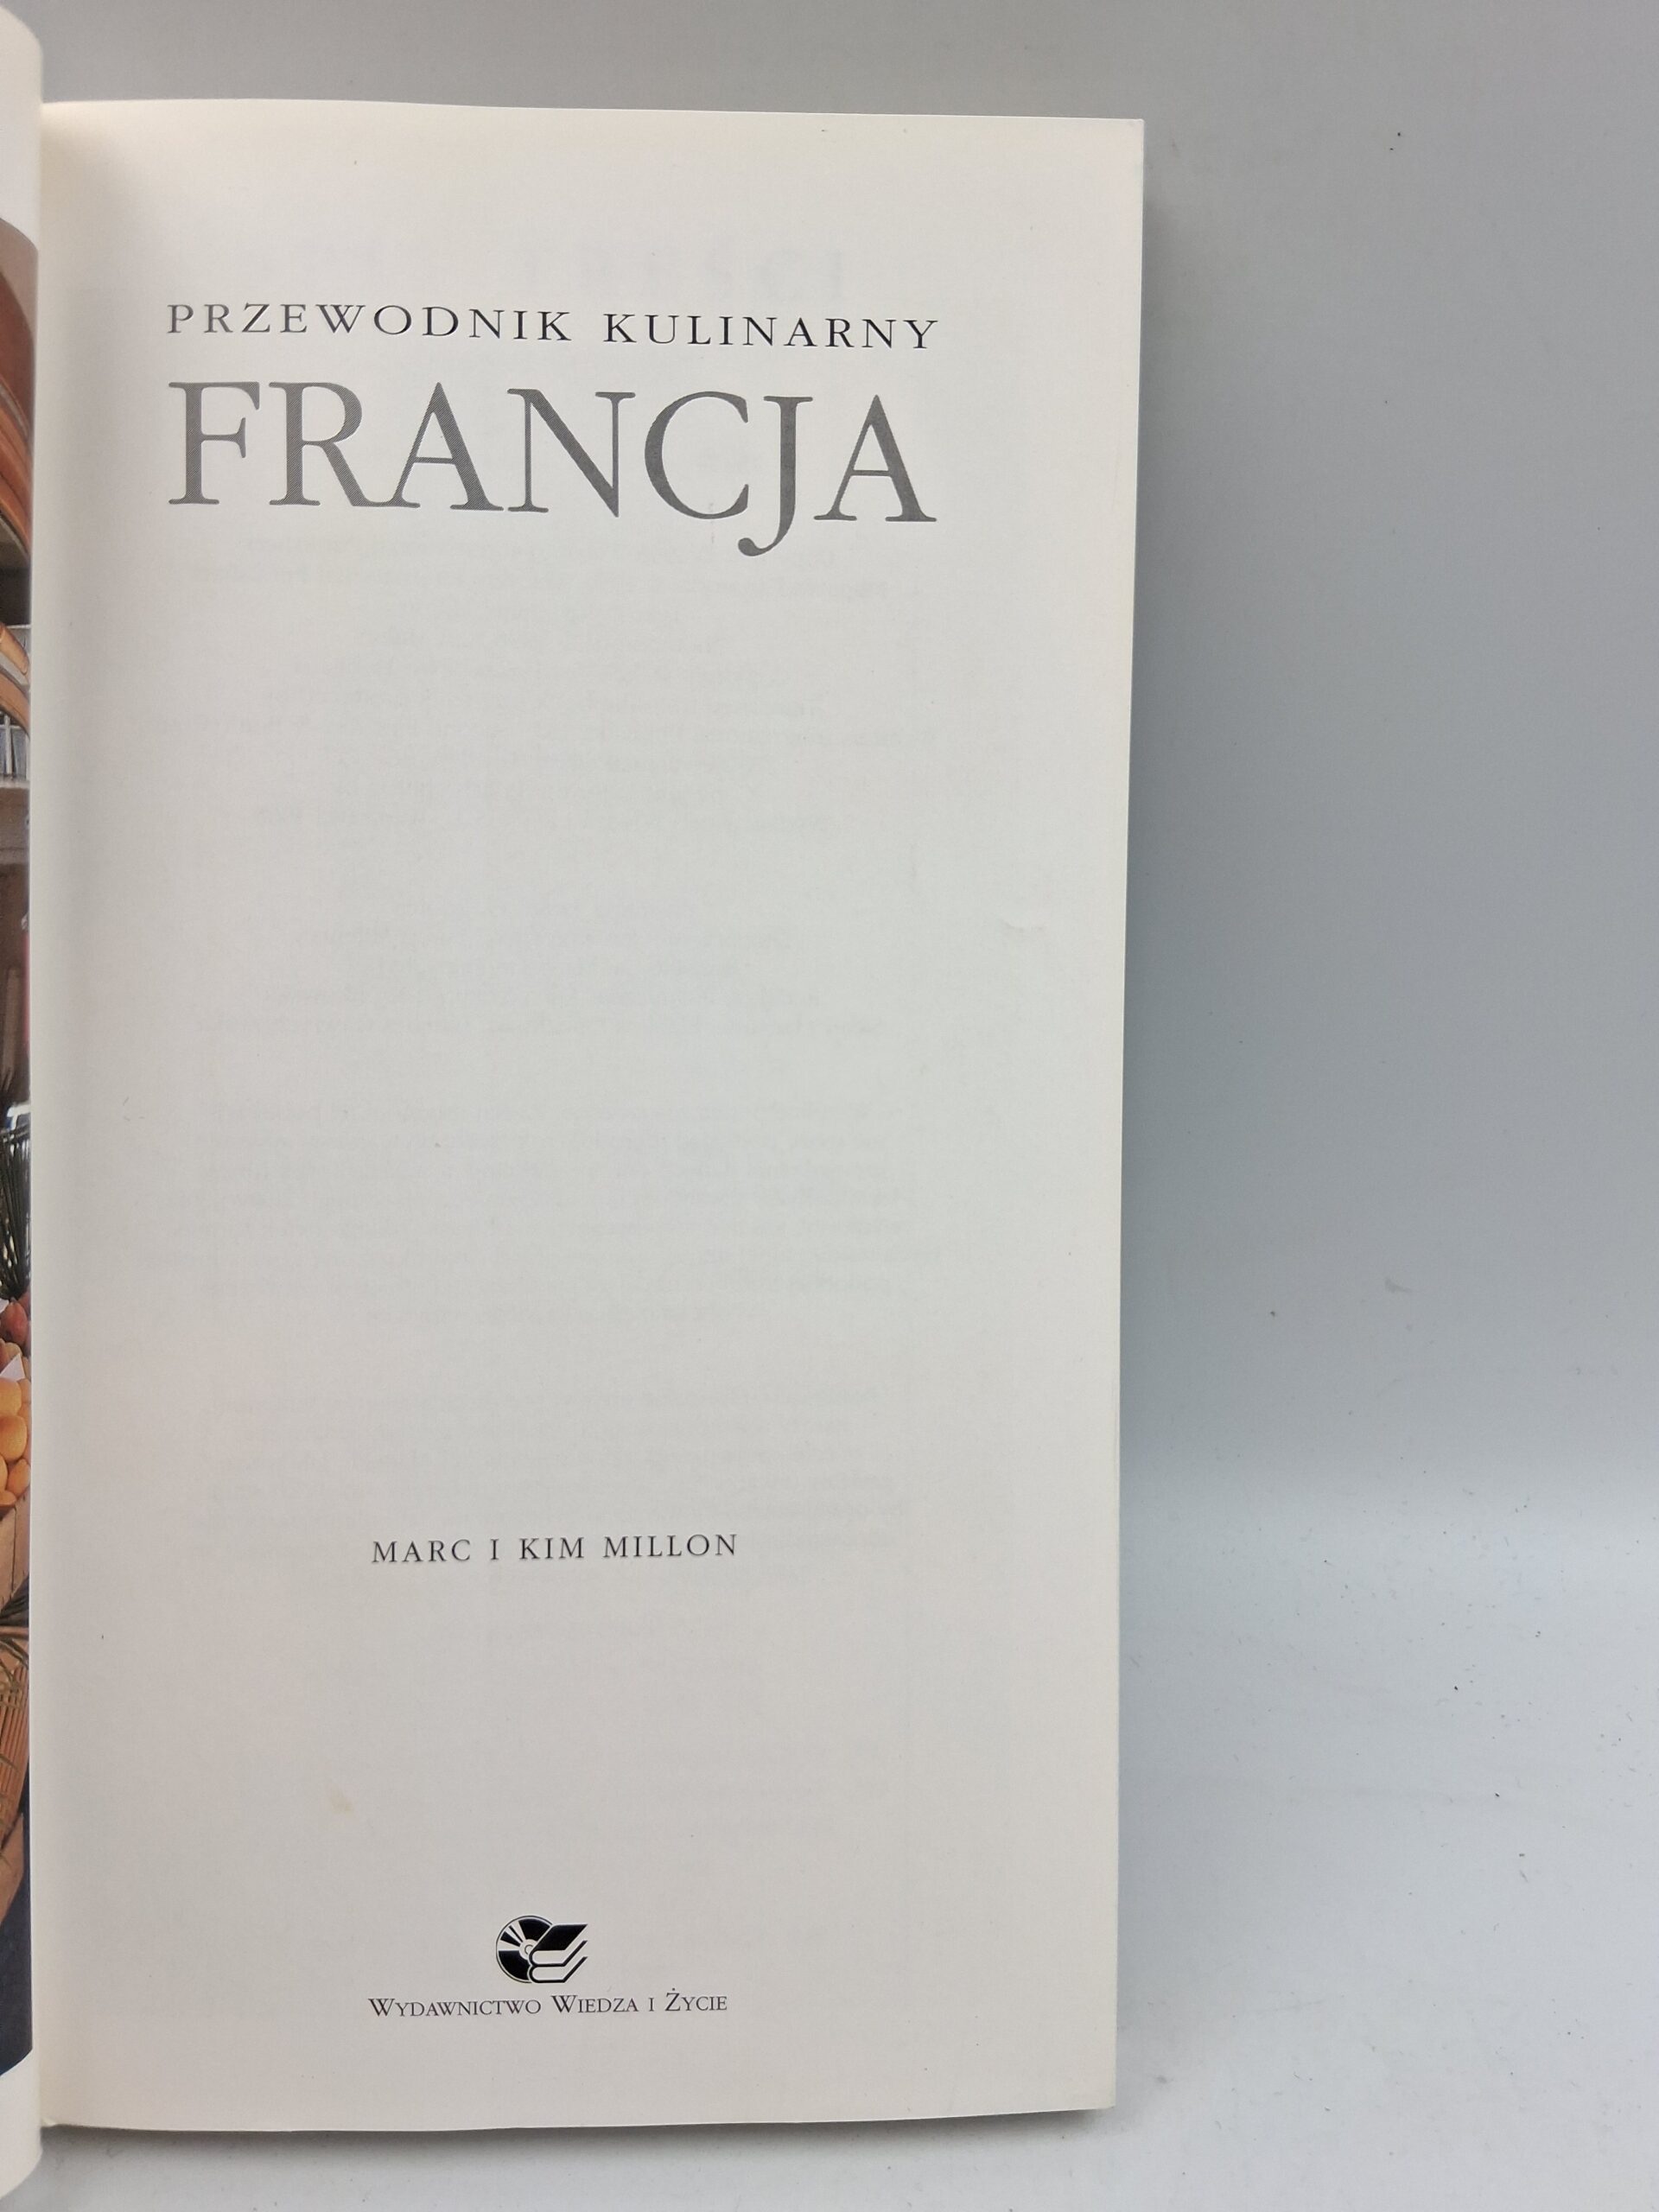 PRZEWODNIK KULINARNY
FRANCJA
MARC I KIM MILLON
WYDAWNICTWO WIEDZA I ŻYCIE